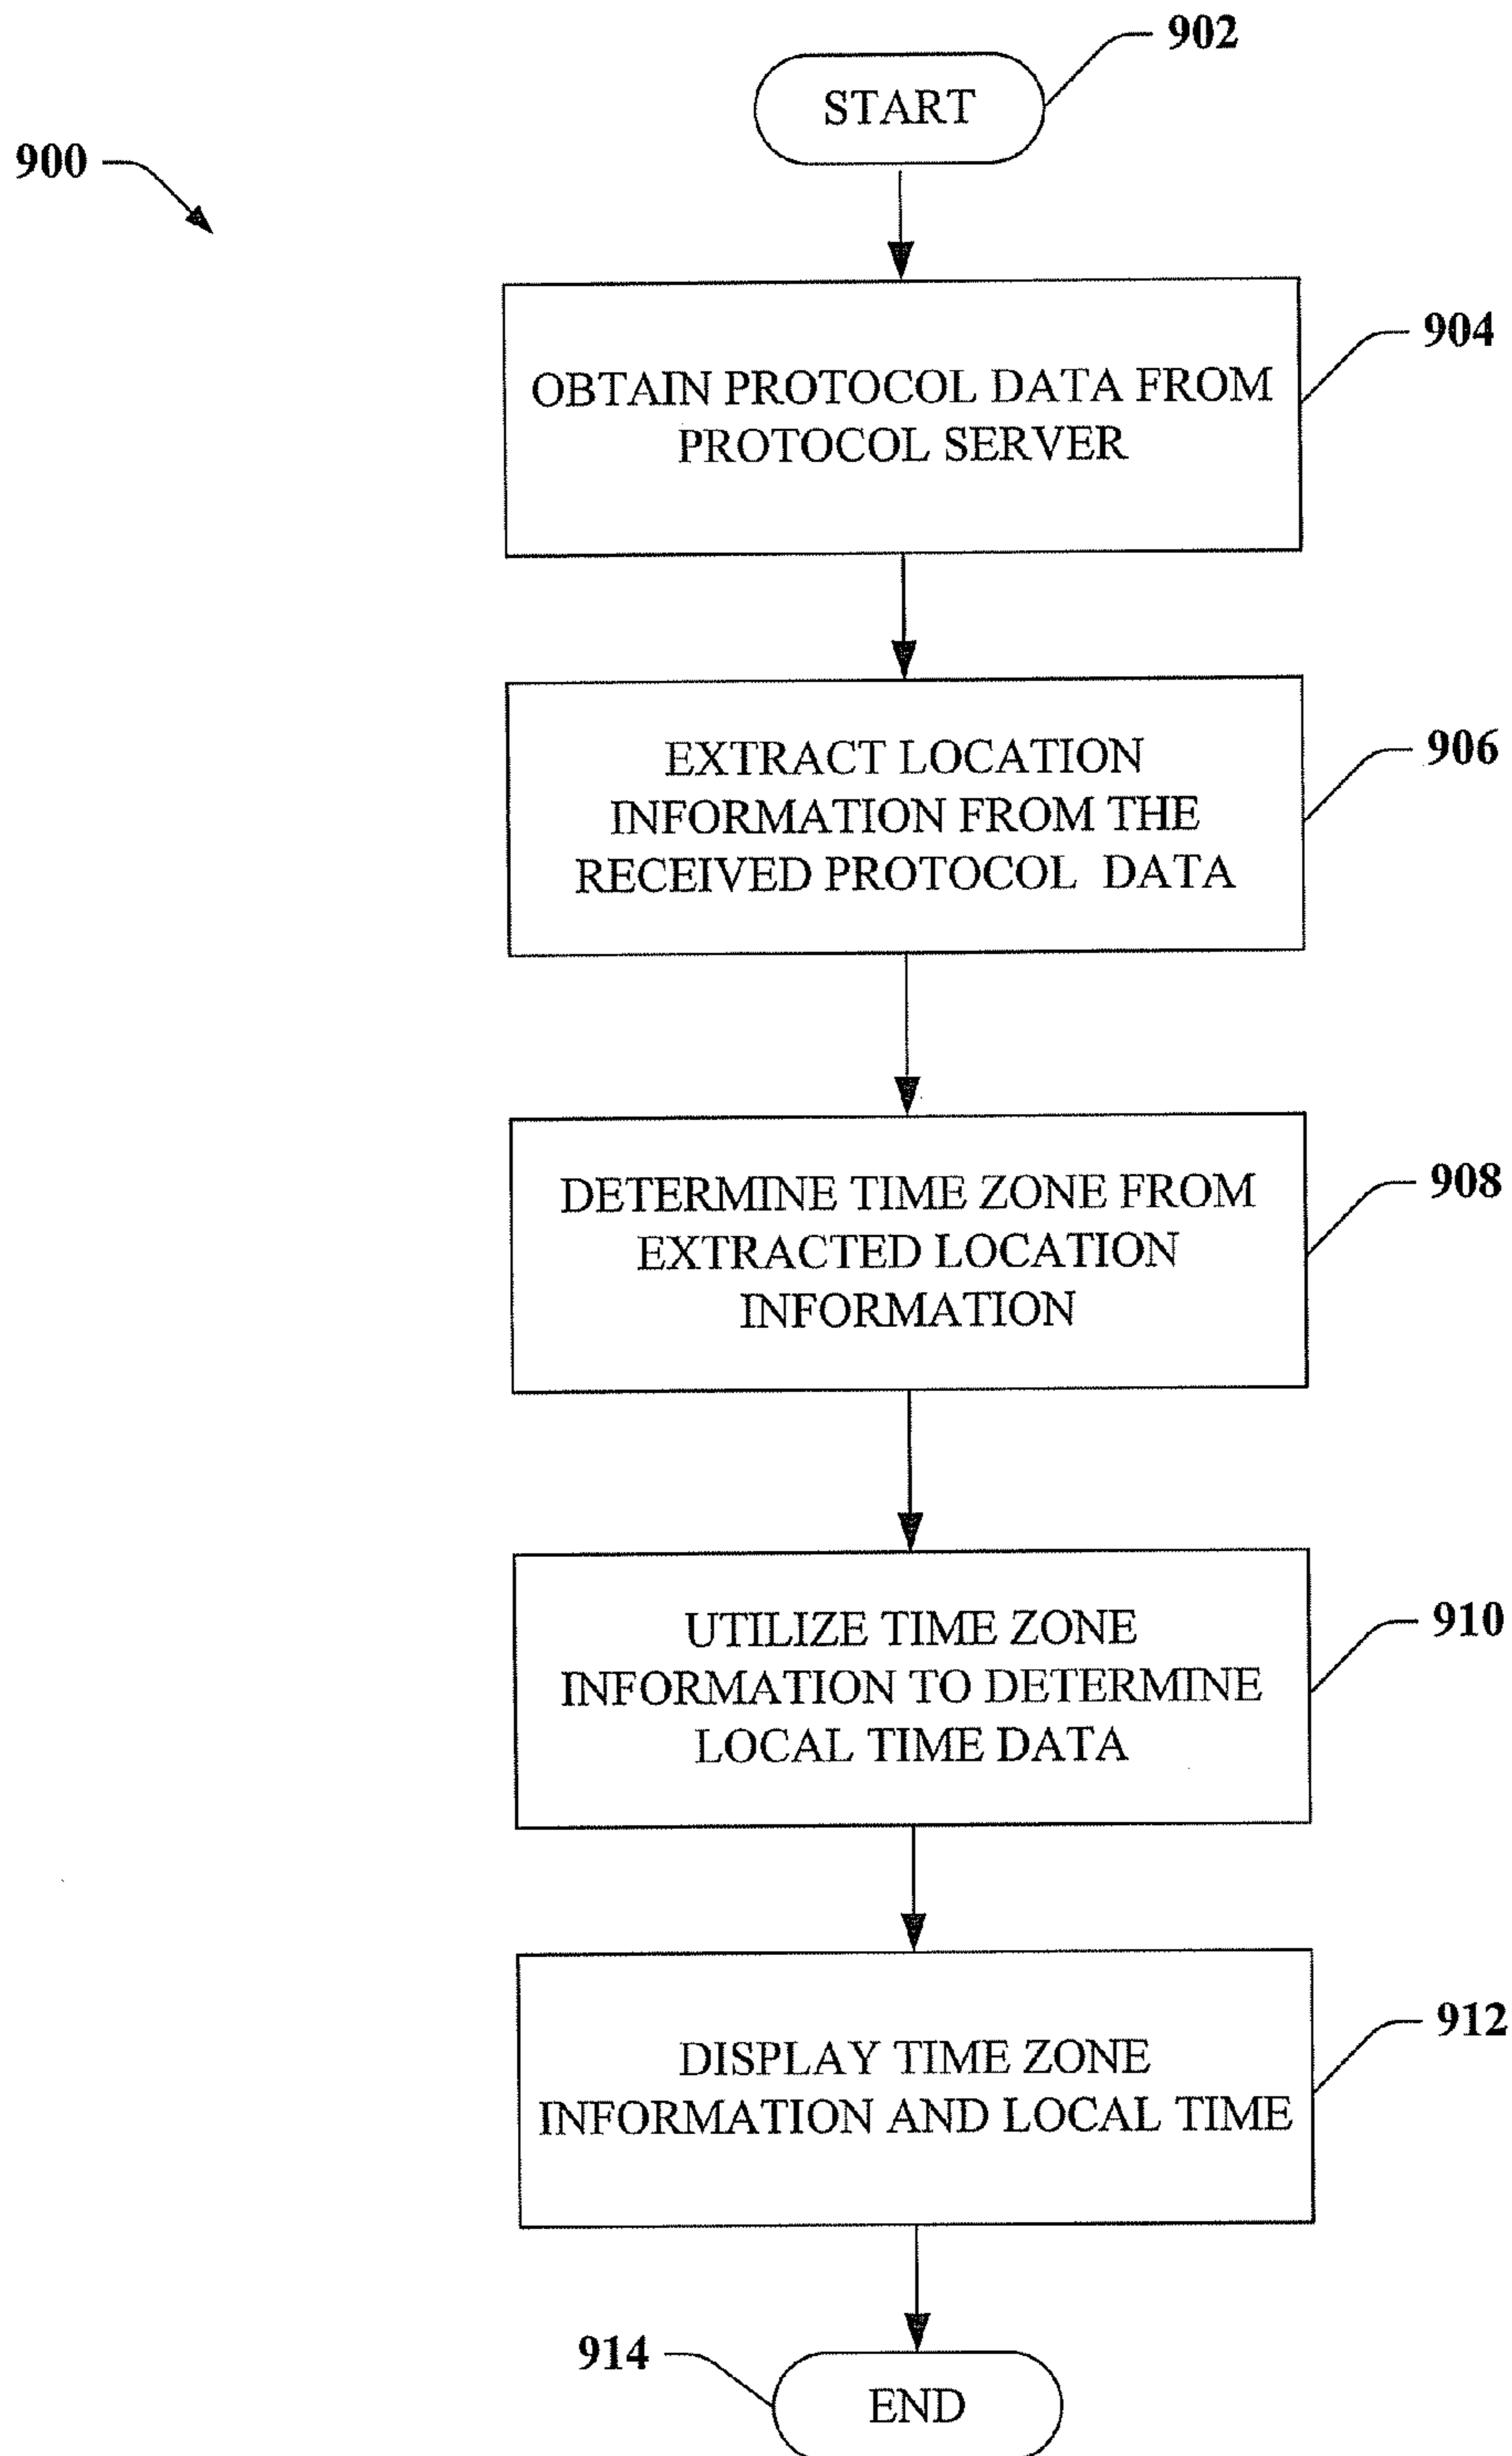 902
START
900
904
OBTAIN PROTOCOL DATA FROM
PROTOCOL SERVER
906
EXTRACT LOCATION
INFORMATION FROM THE
RECEIVED PROTOCOL DATA
908
DETERMINE TIME ZONE FROM
EXTRACTED LOCATION
INFORMATION
910
UTILIZE TIME ZONE
INFORMATION TO DETERMINE
LOCAL TIME DATA
912
DISPLAY TIME ZONE
INFORMATION AND LOCAL TIME
914
END